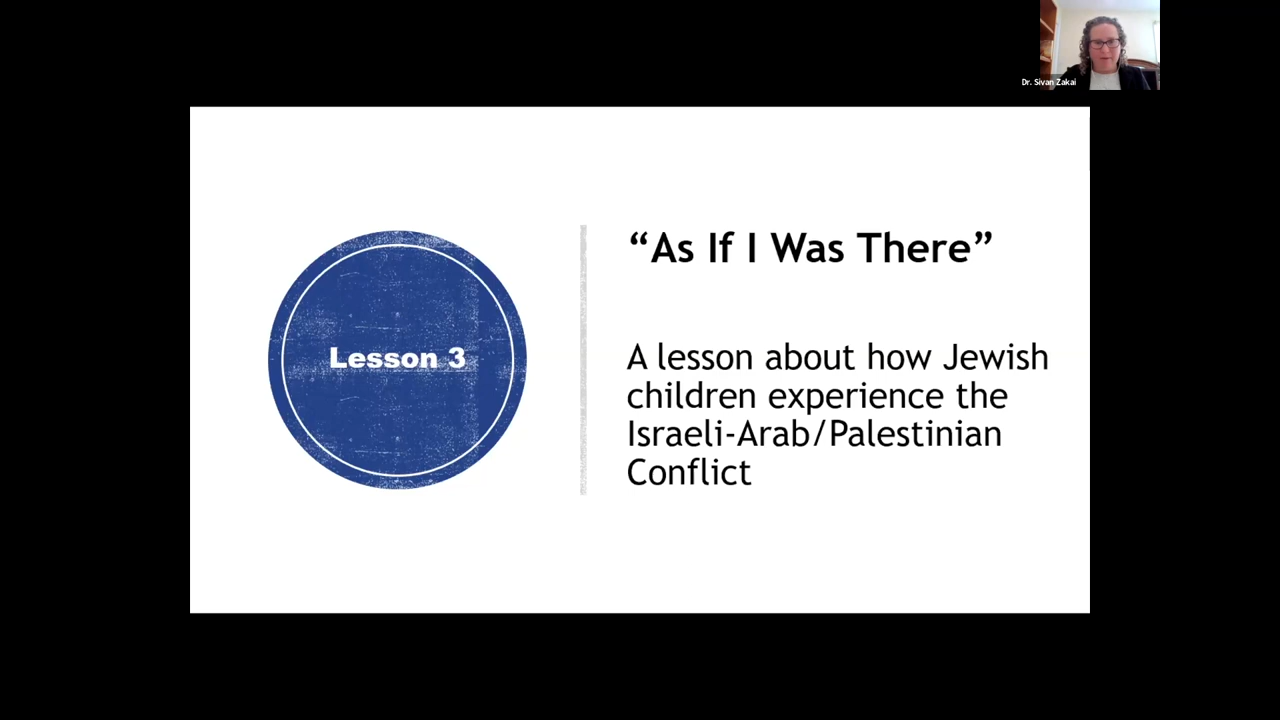 Dr. Sivan Zakai
“As If I Was There”
Lesson 3
A lesson about how Jewish
children experience the
Israeli-Arab/Palestinian
Conflict